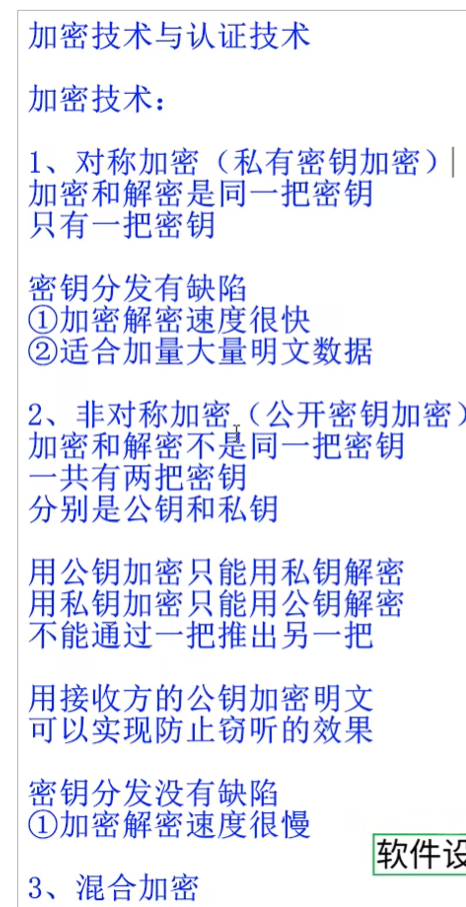 加密技术与认证技术
加密技术：
1、对称加密（私有密钥加密）
加密和解密是同一把密钥
只有一把密钥
密钥分发有缺陷
①加密解密速度很快
②适合加量大量明文数据
2、非对称加密（公开密钥加密）
加密和解密不是同一把密钥
一共有两把密钥
分别是公钥和私钥
用公钥加密只能用私钥解密
用私钥加密只能用公钥解密
不能通过一把推出另一把
用接收方的公钥加密明文
可以实现防止窃听的效果
密钥分发没有缺陷
①加密解密速度很慢
软件设
3、混合加密